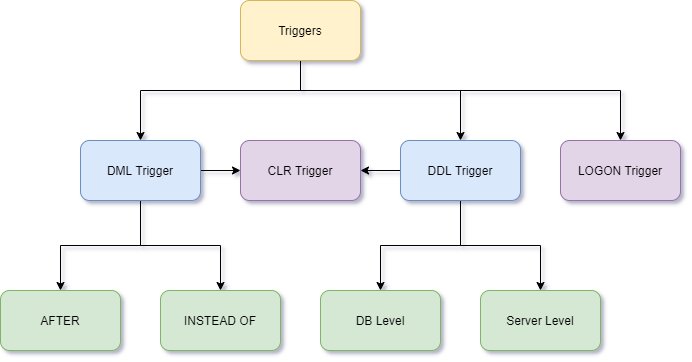 Triggers
DML Trigger
CLR Trigger
DDL Trigger
LOGON Trigger
AFTER
INSTEAD OF
DB Level
Server Level